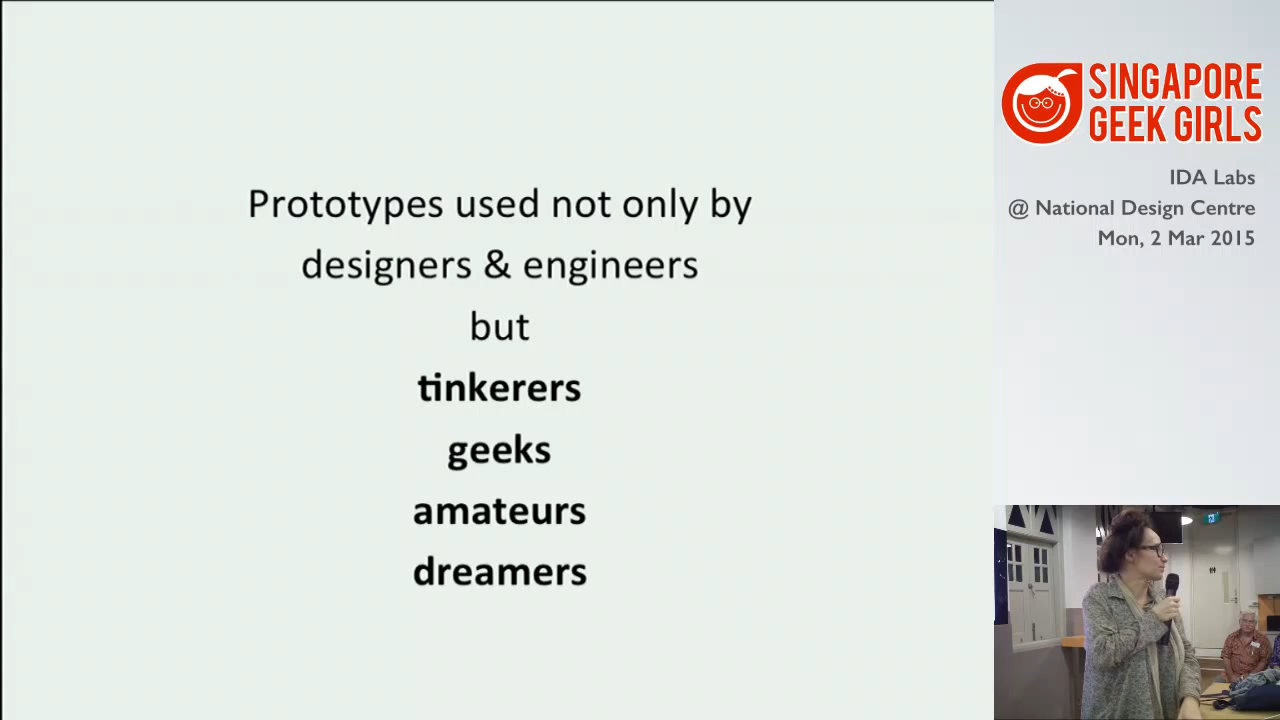 Prototypes used not only by
designers & engineers
but
tinkerers
geeks
amateurs
dreamers
SINGAPORE
GEEK GIRLS
IDA Labs
@ National Design Centre
Mon, 2 Mar 2015